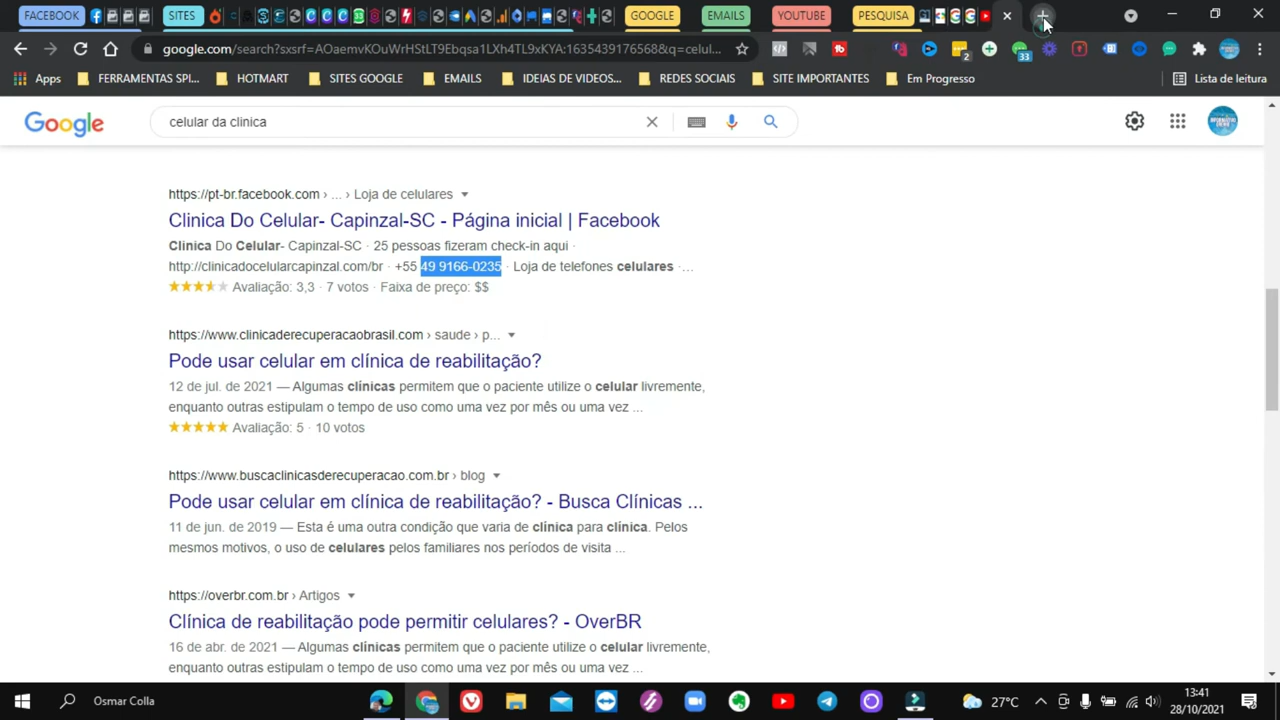 FACEBOOK SITES GOOGLE EMAILS YOUTUBE PESQUISA
google.com/search?sxsrf=AOaemvKOuWrHStLT9Ebqsa1LXh4TL9xKYA:1635439176568&q=celul... 2 33
Apps FERRAMENTAS SPI... HOTMART SITES GOOGLE EMAILS IDEIAS DE VIDEOS... REDES SOCIAIS SITE IMPORTANTES Em Progresso Lista de leitura
Google celular da clinica
https://pt-br.facebook.com › ... › Loja de celulares
Clinica Do Celular- Capinzal-SC - Página inicial | Facebook
Clinica Do Celular- Capinzal-SC · 25 pessoas fizeram check-in aqui ·
http://clinicadocelularcapinzal.com/br · +55 49 9166-0235 · Loja de telefones celulares · ...
Avaliação: 3,3 · 7 votos · Faixa de preço: $$
https://www.clinicaderecuperacaobrasil.com › saude › p...
Pode usar celular em clínica de reabilitação?
12 de jul. de 2021 — Algumas clínicas permitem que o paciente utilize o celular livremente,
enquanto outras estipulam o tempo de uso como uma vez por mês ou uma vez ...
Avaliação: 5 · 10 votos
https://www.buscaclinicasderecuperacao.com.br › blog
Pode usar celular em clínica de reabilitação? - Busca Clínicas ...
11 de jun. de 2019 — Esta é uma outra condição que varia de clínica para clínica. Pelos
mesmos motivos, o uso de celulares pelos familiares nos períodos de visita ...
https://overbr.com.br › Artigos
Clínica de reabilitação pode permitir celulares? - OverBR
16 de abr. de 2021 — Algumas clínicas permitem que o paciente utilize o celular livremente,
enquanto outras estipulam o tempo de uso como uma vez por mês ou uma vez ...
Osmar Colla 27°C 13:41
28/10/2021